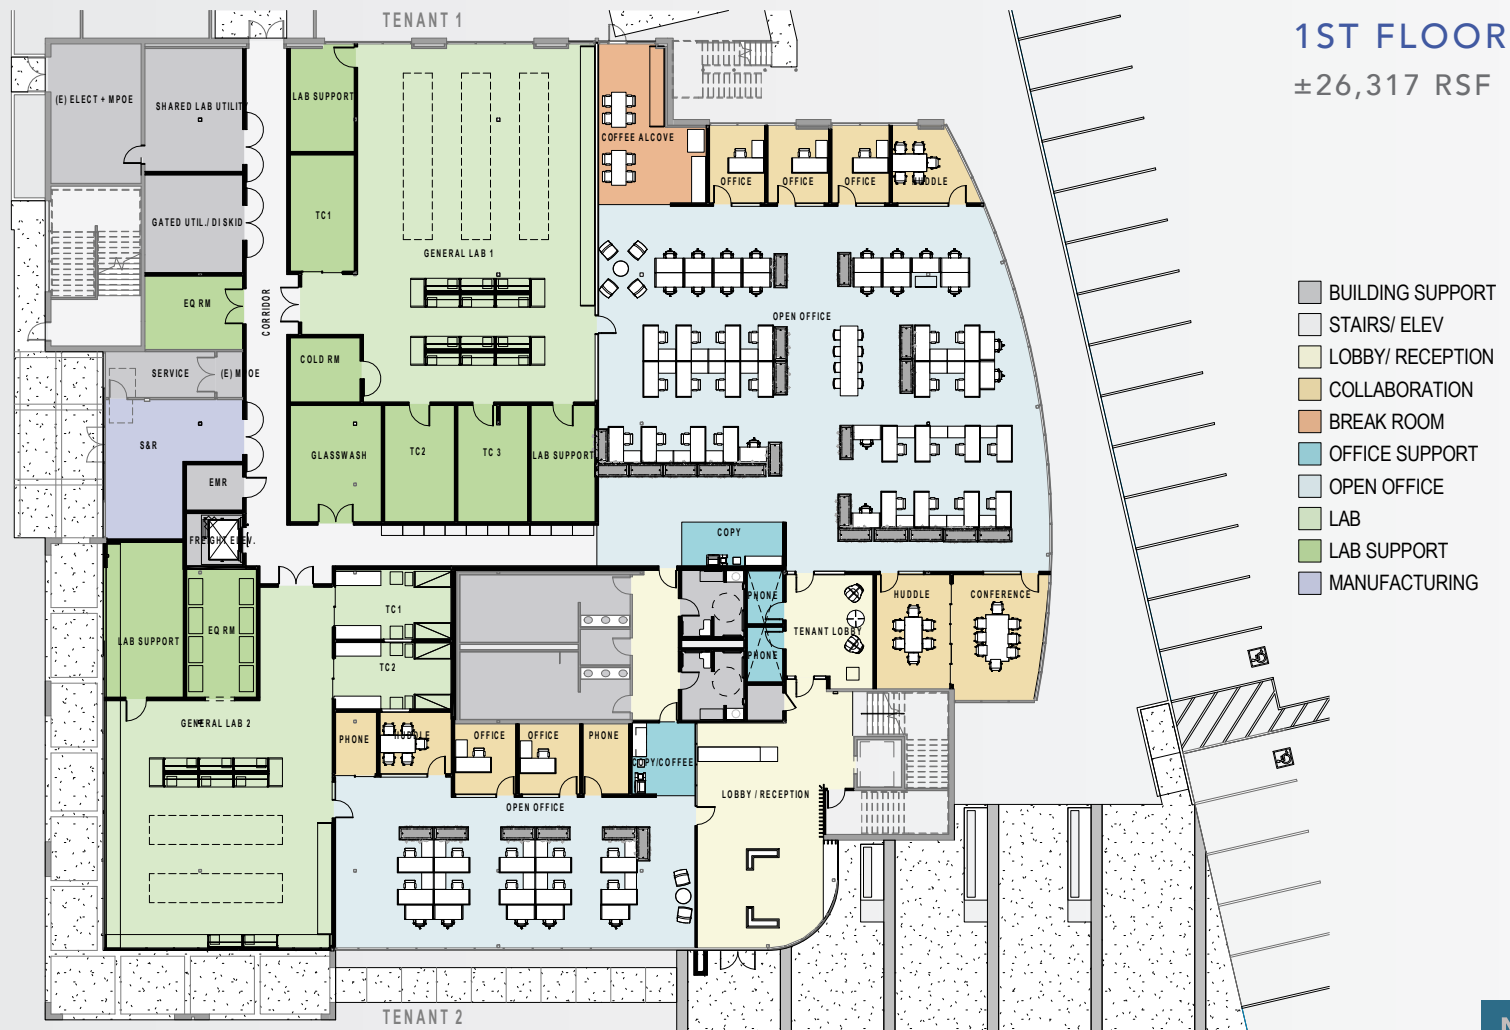 TENANT 1
1ST FLOOR
±26,317 RSF
(E) ELECT + MPOE
SHARED LAB UTILITY
LAB SUPPORT
COFFEE ALCOVE
OFFICE
OFFICE
OFFICE
HUDDLE
TC1
GATED UTIL./ DI SKID
GENERAL LAB 1
EQ RM
CORRIDOR
OPEN OFFICE
COLD RM
SERVICE
(E) MPOE
S&R
GLASSWASH
TC2
TC 3
LAB SUPPORT
EMR
FREIGHT ELEV.
COPY
BUILDING SUPPORT
STAIRS/ ELEV
LOBBY/ RECEPTION
COLLABORATION
BREAK ROOM
OFFICE SUPPORT
OPEN OFFICE
LAB
LAB SUPPORT
MANUFACTURING
TC1
PHONE
HUDDLE
CONFERENCE
LAB SUPPORT
EQ RM
TENANT LOBBY
PHONE
TC2
GENERAL LAB 2
PHONE
HUDDLE
OFFICE
OFFICE
PHONE
COPY/COFFEE
LOBBY / RECEPTION
OPEN OFFICE
TENANT 2